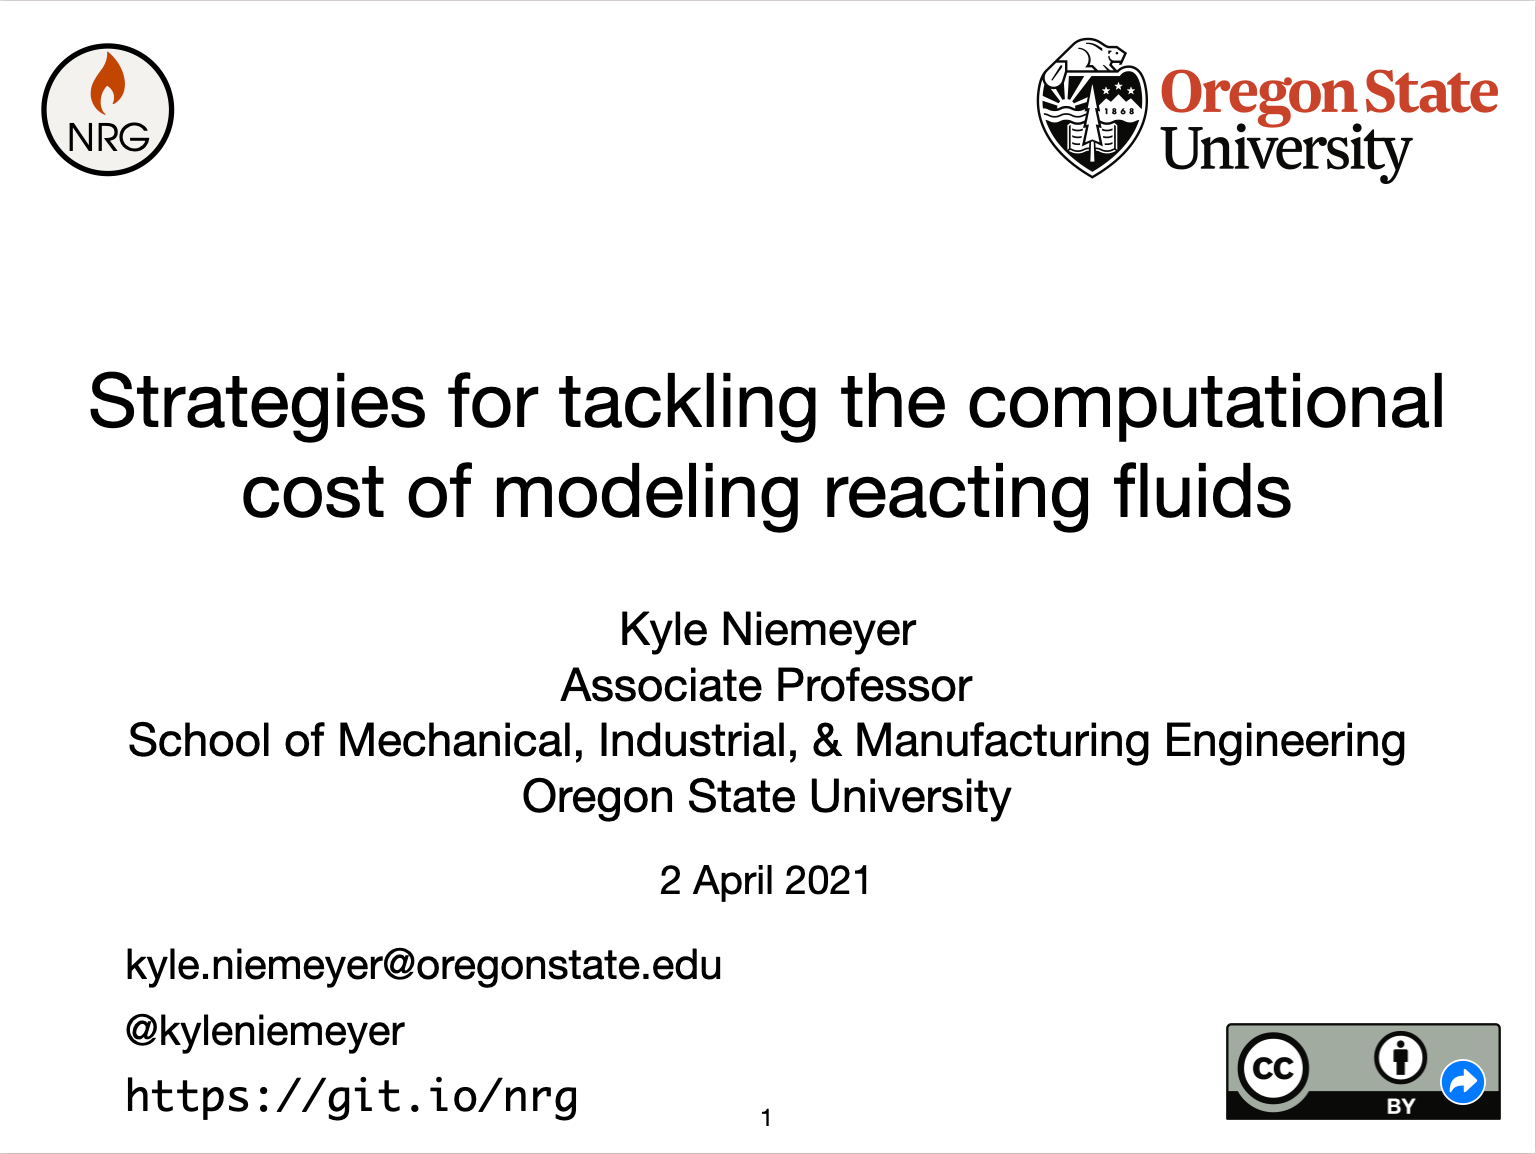 NRG
1868
Oregon State
University
Strategies for tackling the computational
cost of modeling reacting fluids
Kyle Niemeyer
Associate Professor
School of Mechanical, Industrial, & Manufacturing Engineering
Oregon State University
2 April 2021
kyle.niemeyer@oregonstate.edu
@kyleniemeyer
https://git.io/nrg
1
CC
BY